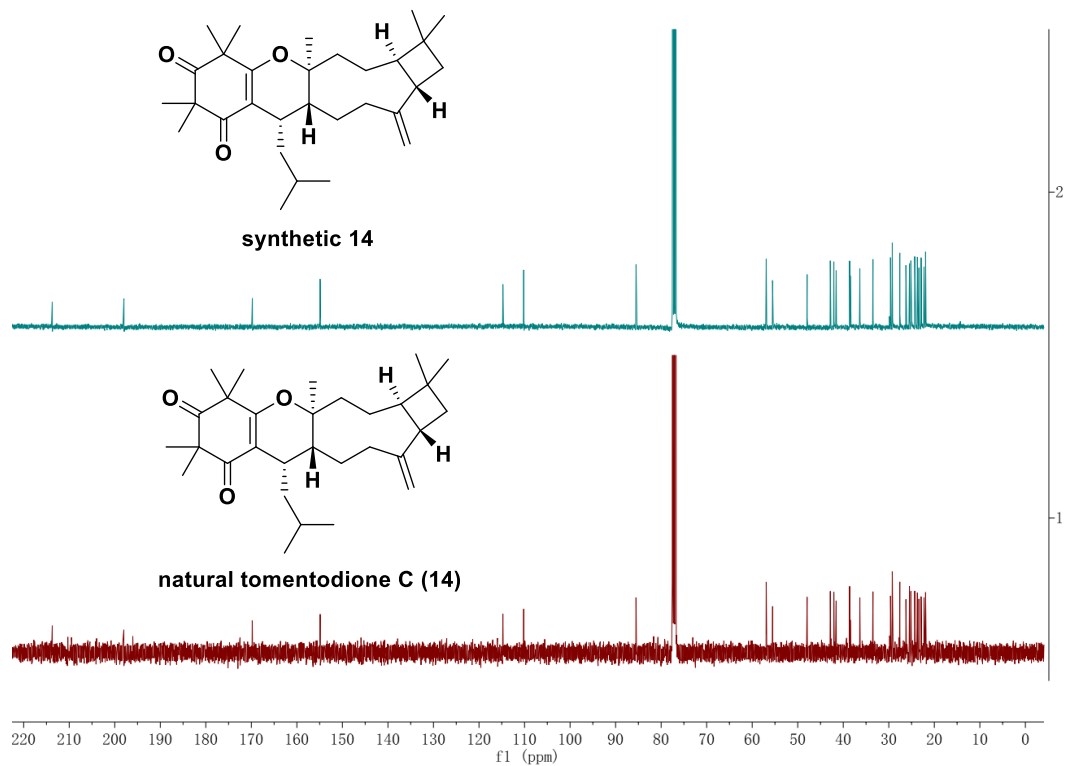 H
O
O
H
H
O
synthetic 14
2
H
O
O
H
H
O
natural tomentodione C (14)
1
220 210 200 190 180 170 160 150 140 130 120 110 100 90 80 70 60 50 40 30 20 10 0
f1 (ppm)